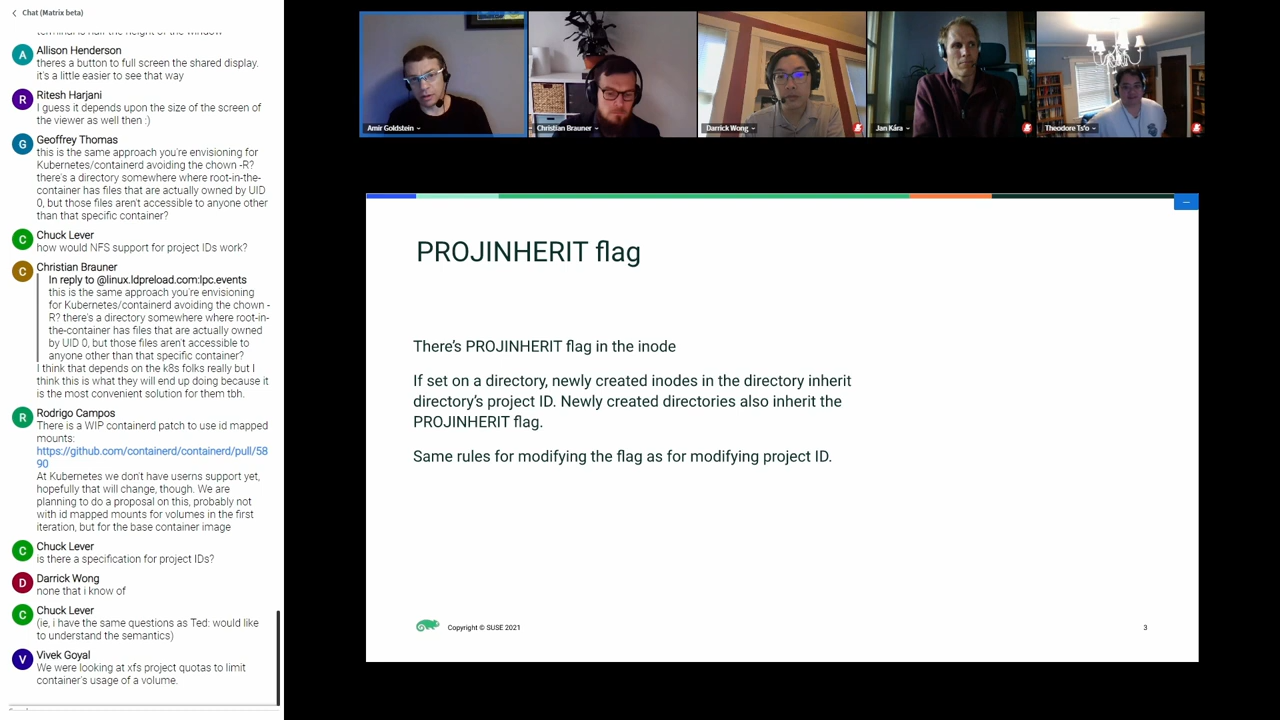 Chat (Matrix beta)
terminal is half the height of the window
Allison Henderson
theres a button to full screen the shared display.
it's a little easier to see that way
Ritesh Harjani
I guess it depends upon the size of the screen of
the viewer as well then :)
Geoffrey Thomas
this is the same approach you're envisioning for
Kubernetes/containerd avoiding the chown -R?
there's a directory somewhere where root-in-the-
container has files that are actually owned by UID
0, but those files aren't accessible to anyone other
than that specific container?
Chuck Lever
how would NFS support for project IDs work?
Christian Brauner
In reply to @linux.ldpreload.com:lpc.events
this is the same approach you're envisioning
for Kubernetes/containerd avoiding the chown -
R? there's a directory somewhere where root-in-
the-container has files that are actually owned
by UID 0, but those files aren't accessible to
anyone other than that specific container?
I think that depends on the k8s folks really but I
think this is what they will end up doing because it
is the most convenient solution for them tbh.
Rodrigo Campos
There is a WIP containerd patch to use id mapped
mounts:
https://github.com/containerd/containerd/pull/58
90
At Kubernetes we don't have userns support yet,
hopefully that will change, though. We are
planning to do a proposal on this, probably not
with id mapped mounts for volumes in the first
iteration, but for the base container image
Chuck Lever
is there a specification for project IDs?
Darrick Wong
none that i know of
Chuck Lever
(ie, i have the same questions as Ted: would like
to understand the semantics)
Vivek Goyal
We were looking at xfs project quotas to limit
container's usage of a volume.
Amir Goldstein
Christian Brauner
Darrick Wong
Jan Kára
Theodore Ts'o
PROJINHERIT flag
There's PROJINHERIT flag in the inode
If set on a directory, newly created inodes in the directory inherit
directory's project ID. Newly created directories also inherit the
PROJINHERIT flag.
Same rules for modifying the flag as for modifying project ID.
Copyright © SUSE 2021
3